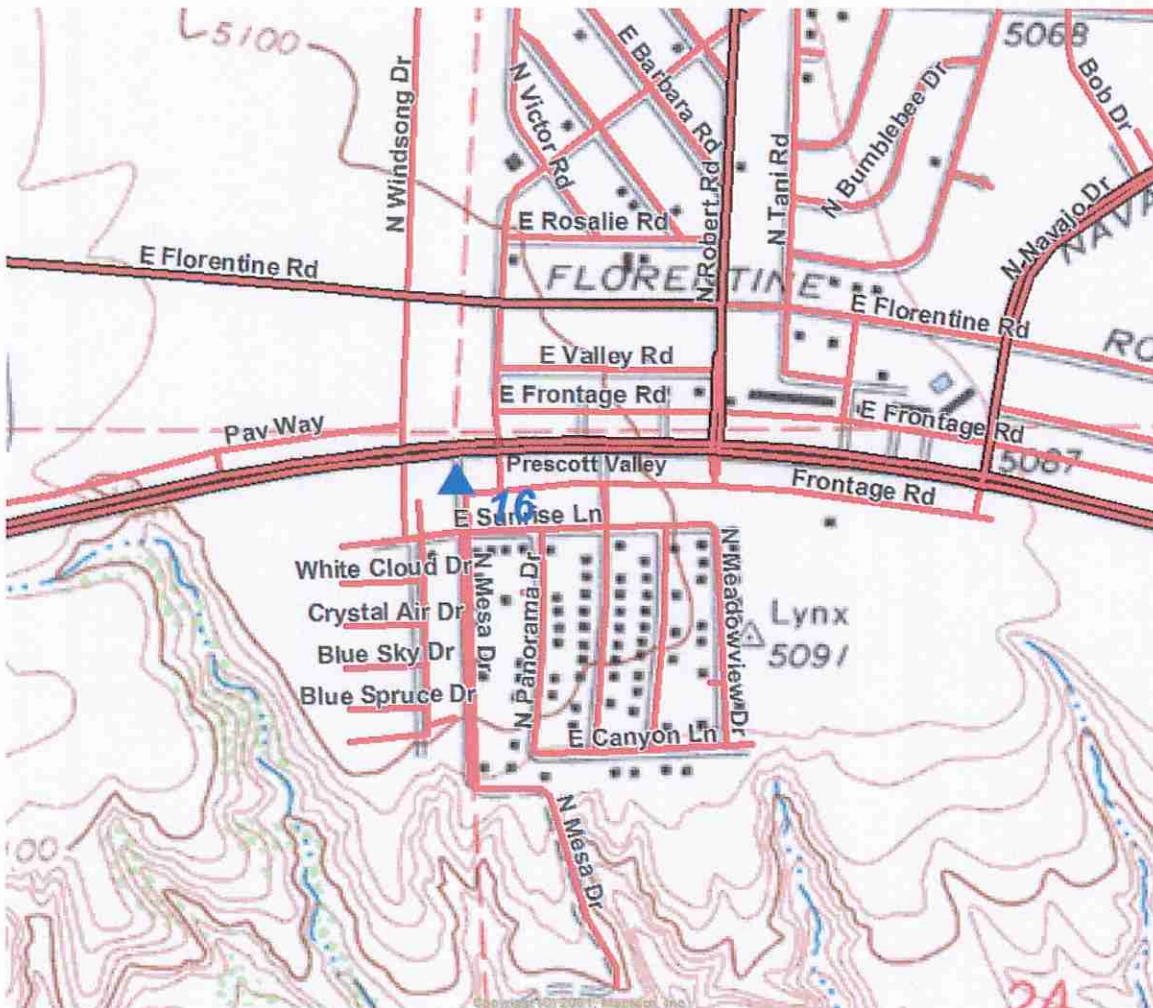 5100
5068
N Windsong Dr
N Victor Rd
E Barbara Rd
N Robert Rd
N Tani Rd
N Bumblebee Dr
Bob Dr
N Navajo Dr
E Rosalie Rd
E Florentine Rd
FLORENTINE
E Florentine Rd
E Valley Rd
E Frontage Rd
E Frontage Rd
Pav Way
Prescott Valley
5087
Frontage Rd
16
E Sunrise Ln
White Cloud Dr
N Mesa Dr
N Panorama Dr
N Meadowview Dr
Crystal Air Dr
Lynx
5091
Blue Sky Dr
Blue Spruce Dr
E Canyon Ln
N Mesa Dr
24